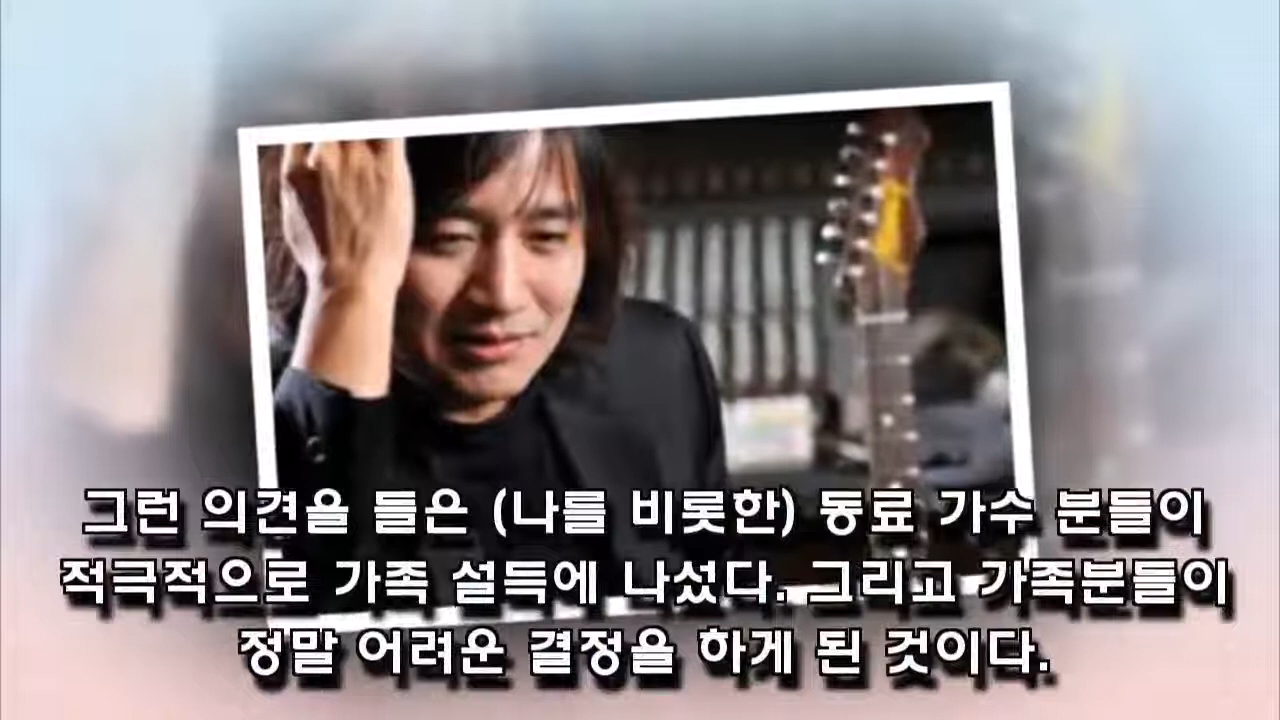 그런 의견을 들은 (나를 비롯한) 동료 가수 분들이
적극적으로 가족 설득에 나섰다. 그리고 가족분들이
정말 어려운 결정을 하게 된 것이다.